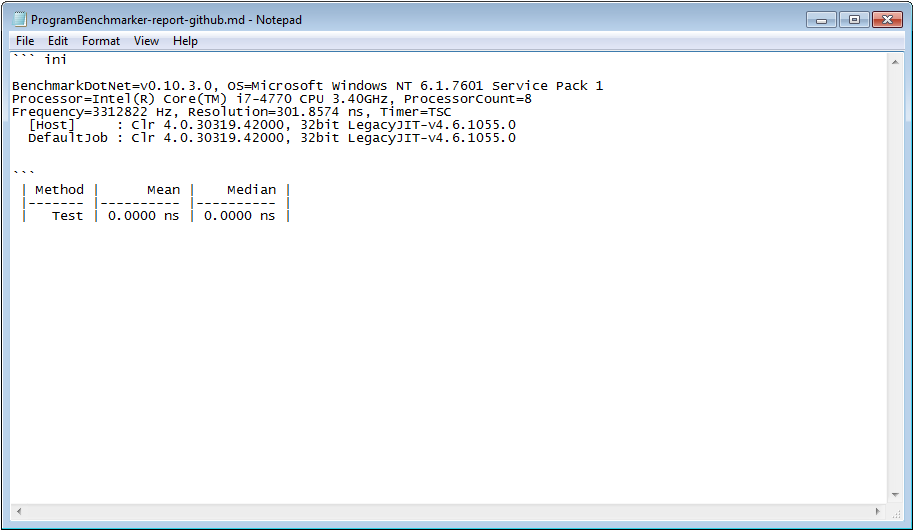 ProgramBenchmarker-report-github.md - Notepad
File Edit Format View Help
``` ini
BenchmarkDotNet=v0.10.3.0, OS=Microsoft Windows NT 6.1.7601 Service Pack 1
Processor=Intel(R) Core(TM) i7-4770 CPU 3.40GHz, ProcessorCount=8
Frequency=3312822 Hz, Resolution=301.8574 ns, Timer=TSC
  [Host]     : Clr 4.0.30319.42000, 32bit LegacyJIT-v4.6.1055.0
  DefaultJob : Clr 4.0.30319.42000, 32bit LegacyJIT-v4.6.1055.0
```
 | Method |      Mean |    Median |
 |------- |---------- |---------- |
 |   Test | 0.0000 ns | 0.0000 ns |